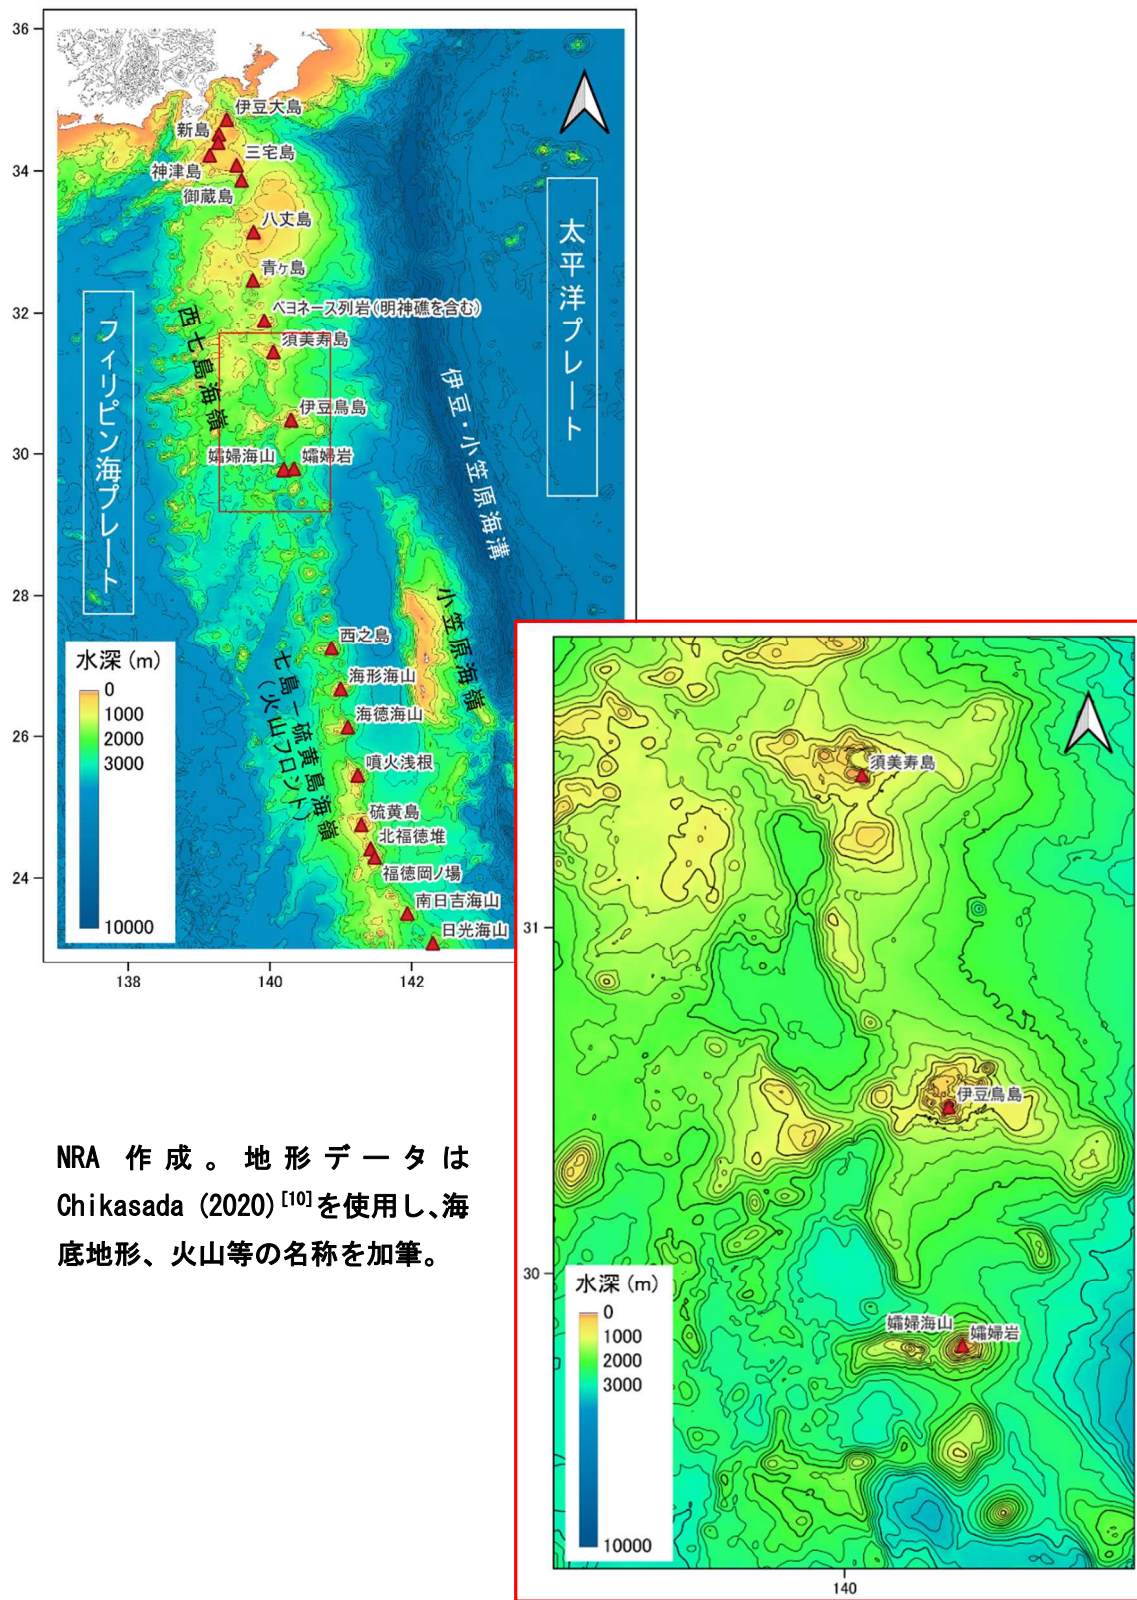 36
34
32
30
28
26
24
138
140
142
伊豆大島
新島
三宅島
神津島
御蔵島
八丈島
青ヶ島
ベヨネース列岩(明神礁を含む)
須美寿島
伊豆鳥島
孀婦海山
孀婦岩
西七島海嶺
フィリピン海プレート
太平洋プレート
伊豆・小笠原海溝
小笠原海嶺
七島－硫黄島海嶺
(火山フロント)
西之島
海形海山
海徳海山
噴火浅根
硫黄島
北福徳堆
福徳岡ノ場
南日吉海山
日光海山
水深 (m)
0
1000
2000
3000
10000
須美寿島
伊豆鳥島
孀婦海山
孀婦岩
31
30
140
水深 (m)
0
1000
2000
3000
10000
NRA 作成。地形データは
Chikasada (2020)[10]を使用し、海
底地形、火山等の名称を加筆。